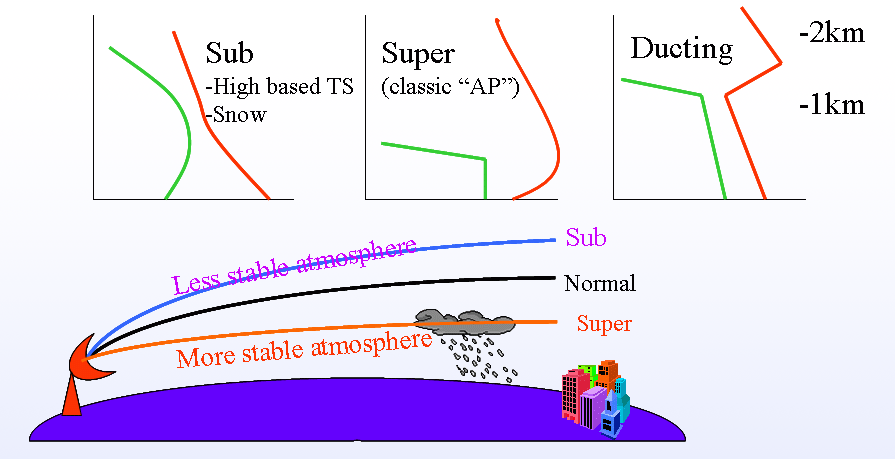 Sub
-High based TS
-Snow
Super
(classic “AP”)
Ducting
-2km
-1km
Less stable atmosphere
Sub
Normal
Super
More stable atmosphere